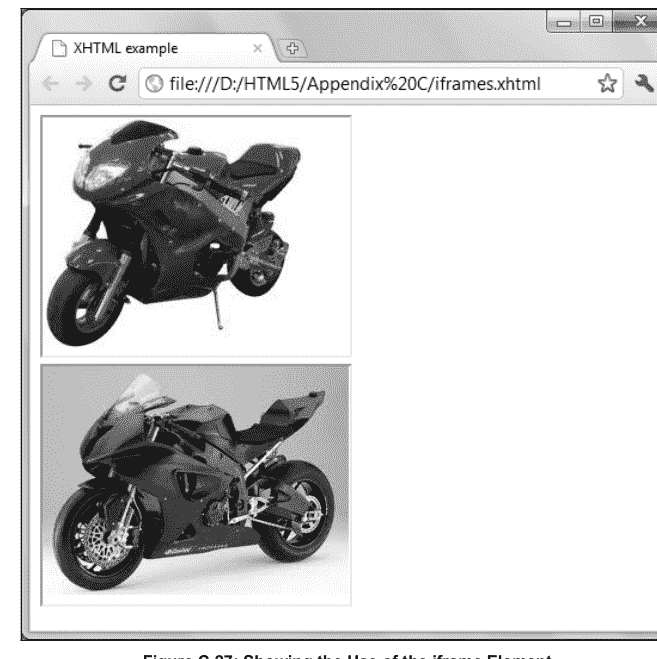 XHTML example
file:///D:/HTML5/Appendix%20C/iframes.xhtml
Figure C.27: Showing the Use of the iframe Element